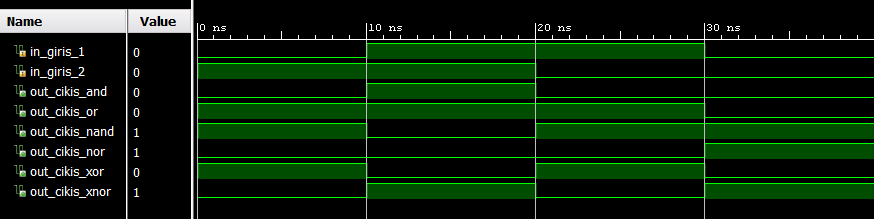 Name Value 0 ns 10 ns 20 ns 30 ns
in_giris_1 0
in_giris_2 0
out_cikis_and 0
out_cikis_or 0
out_cikis_nand 1
out_cikis_nor 1
out_cikis_xor 0
out_cikis_xnor 1